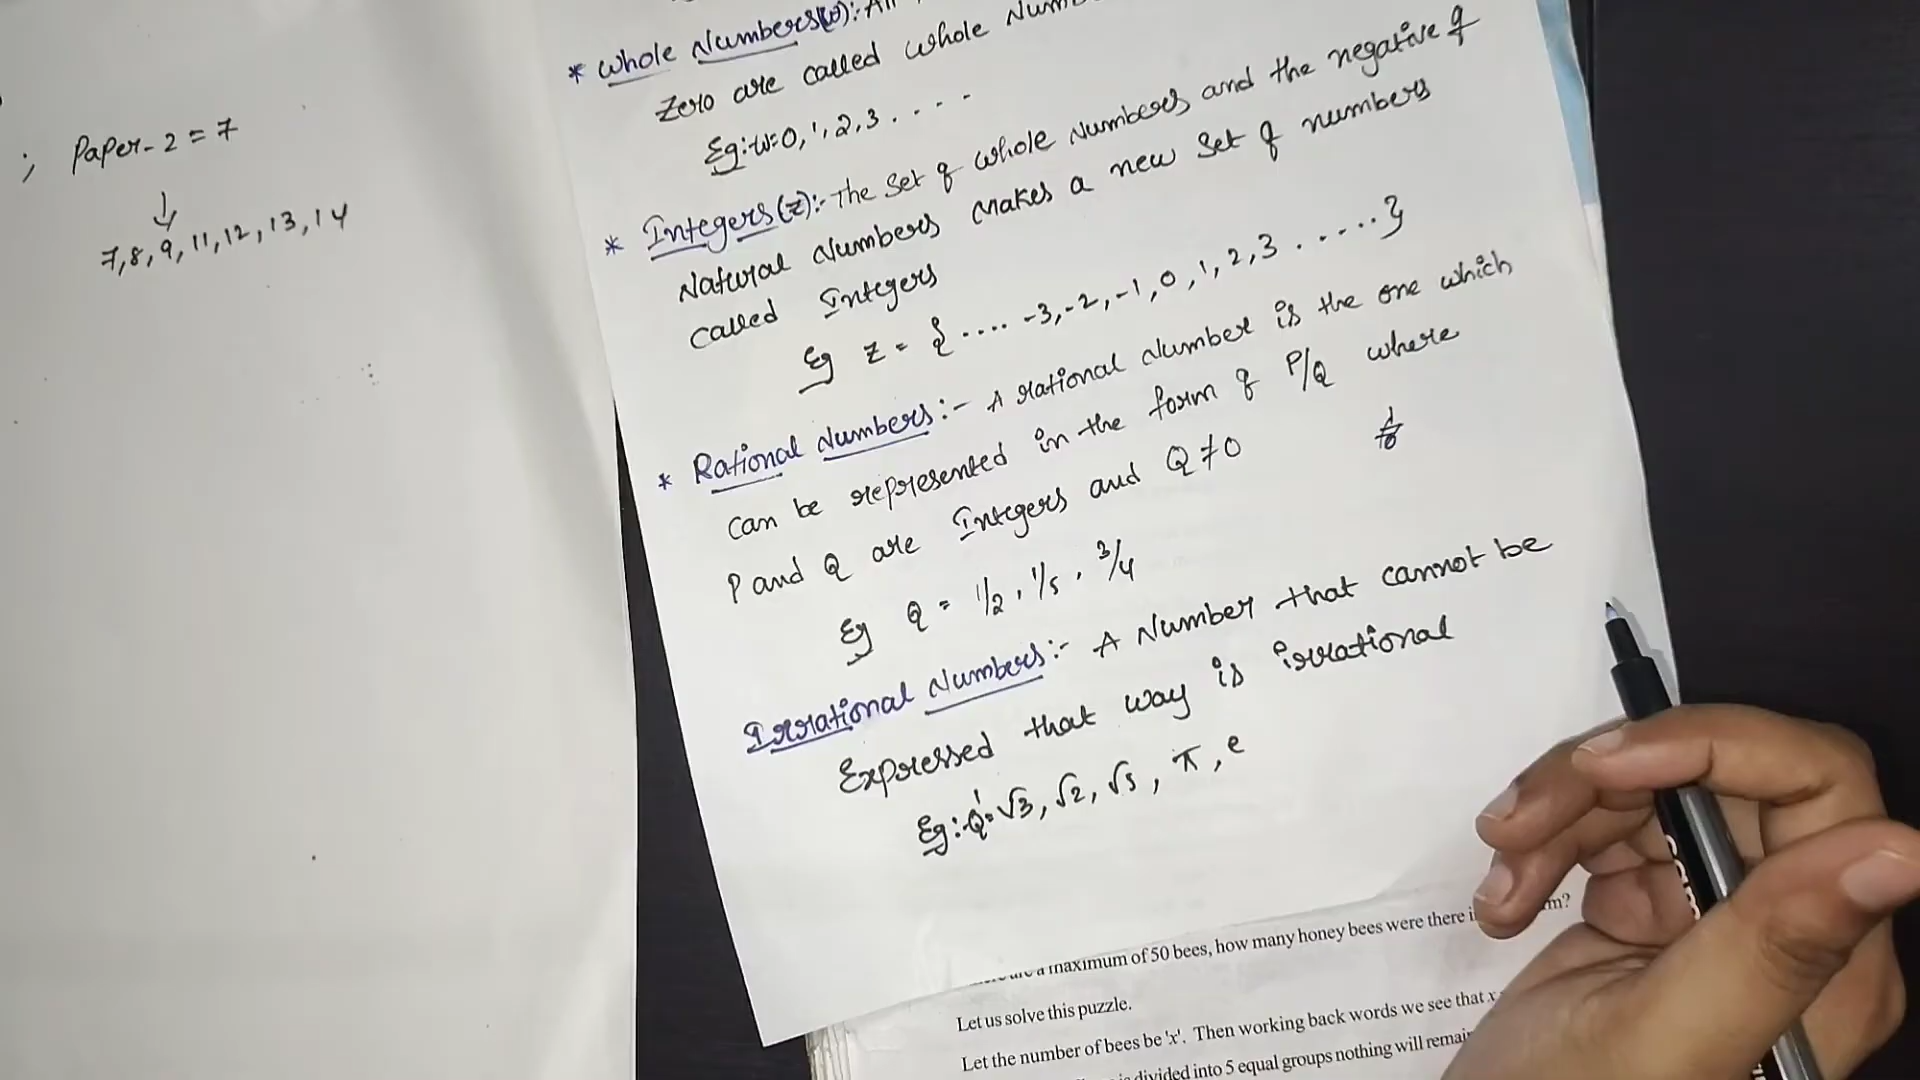 ; Paper-2 = 7
↓
7,8,9,11,12,13,14
* Whole Numbers(W):- All
Zero are called whole Num
Eg:-W=0,1,2,3....
* Integers(Z):- The Set of whole Numbers and the negative of
Natural Numbers makes a new set of numbers
called Integers
Eg Z = {.... -3,-2,-1,0,1,2,3.....}
* Rational Numbers:- A rational Number is the one which
can be represented in the form of P/Q where
P and Q are Integers and Q≠0
1/0
Eg Q = 1/2, 1/5, 3/4
Irrational Numbers:- A Number that cannot be
Expressed that way is irrational
Eg:-Q'=√3, √2, √5, π, e
a maximum of 50 bees, how many honey bees were there i m?
Let us solve this puzzle.
Let the number of bees be 'x'. Then working back words we see that x
divided into 5 equal groups nothing will remai